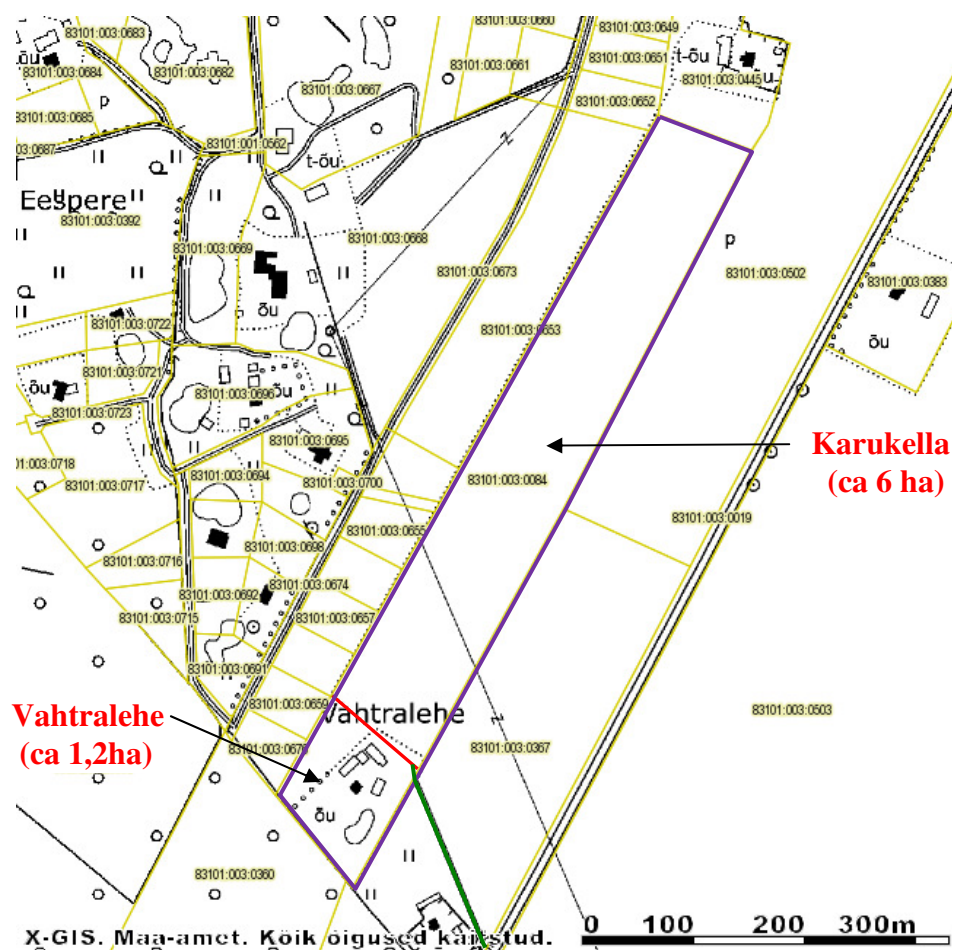 83101:003:0660
83101:003:0683
83101:003:0649
õu
83101:003:0684
83101:003:0682
83101:003:0661
83101:003:0651
t-õu
83101:003:0445
83101:003:0667
p
83101:003:0652
83101:003:0685
83101:001:0562
03:0687
t-õu
Eespere
83101:003:0392
83101:003:0668
83101:003:0669
p
83101:003:0673
83101:003:0502
83101:003:0383
õu
83101:003:0722
83101:003:0653
õu
83101:003:0721
õu
83101:003:0696
õu
83101:003:0723
83101:003:0695
Karukella
(ca 6 ha)
01:003:0718
83101:003:0694
83101:003:0700
83101:003:0084
83101:003:0717
83101:003:0019
83101:003:0655
83101:003:0698
83101:003:0716
83101:003:0674
83101:003:0692
83101:003:0715
83101:003:0657
83101:003:0691
83101:003:0659
Vahtralehe
(ca 1,2ha)
Vahtralehe
83101:003:0503
83101:003:0367
õu
83101:003:0360
0 100 200 300m
X-GIS. Maa-amet. Kõik õigused kaitstud.